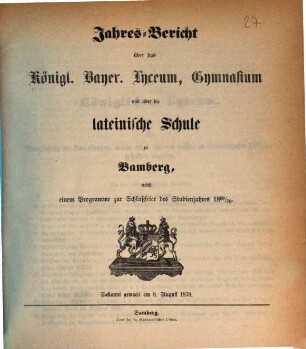 27
Jahres-Bericht
über das
Königl. Bayer. Lyceum, Gymnasium
und über die
lateinische Schule
zu
Bamberg,
nebst
einem Programme zur Schlußfeier des Studienjahres 1869/70.
Bekannt gemacht am 8. August 1870.
Bamberg.